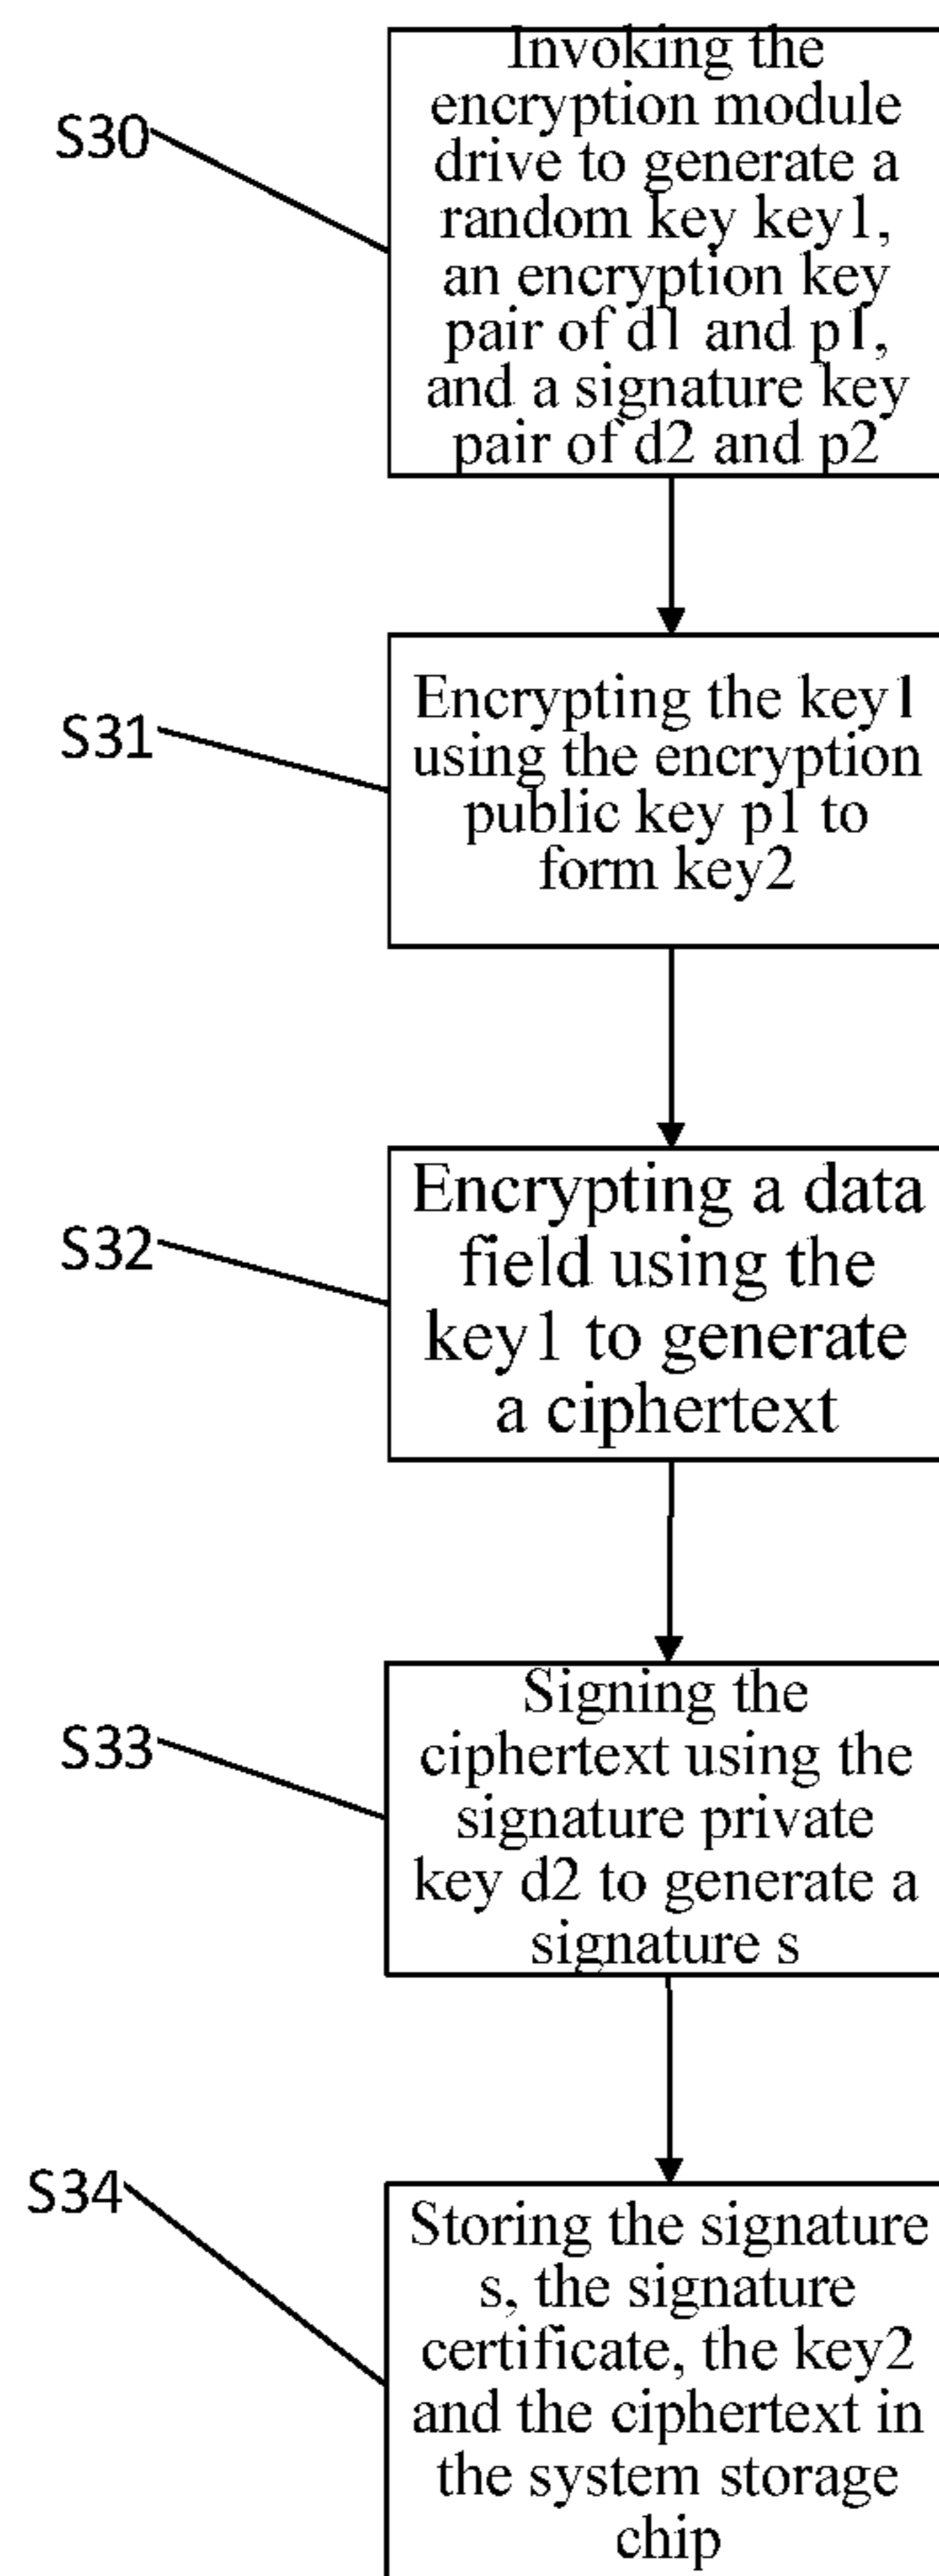 S30
Invoking the
encryption module
drive to generate a
random key key1,
an encryption key
pair of d1 and p1,
and a signature key
pair of d2 and p2
S31
Encrypting the key1
using the encryption
public key p1 to
form key2
S32
Encrypting a data
field using the
key1 to generate
a ciphertext
S33
Signing the
ciphertext using the
signature private
key d2 to generate a
signature s
S34
Storing the signature
s, the signature
certificate, the key2
and the ciphertext in
the system storage
chip